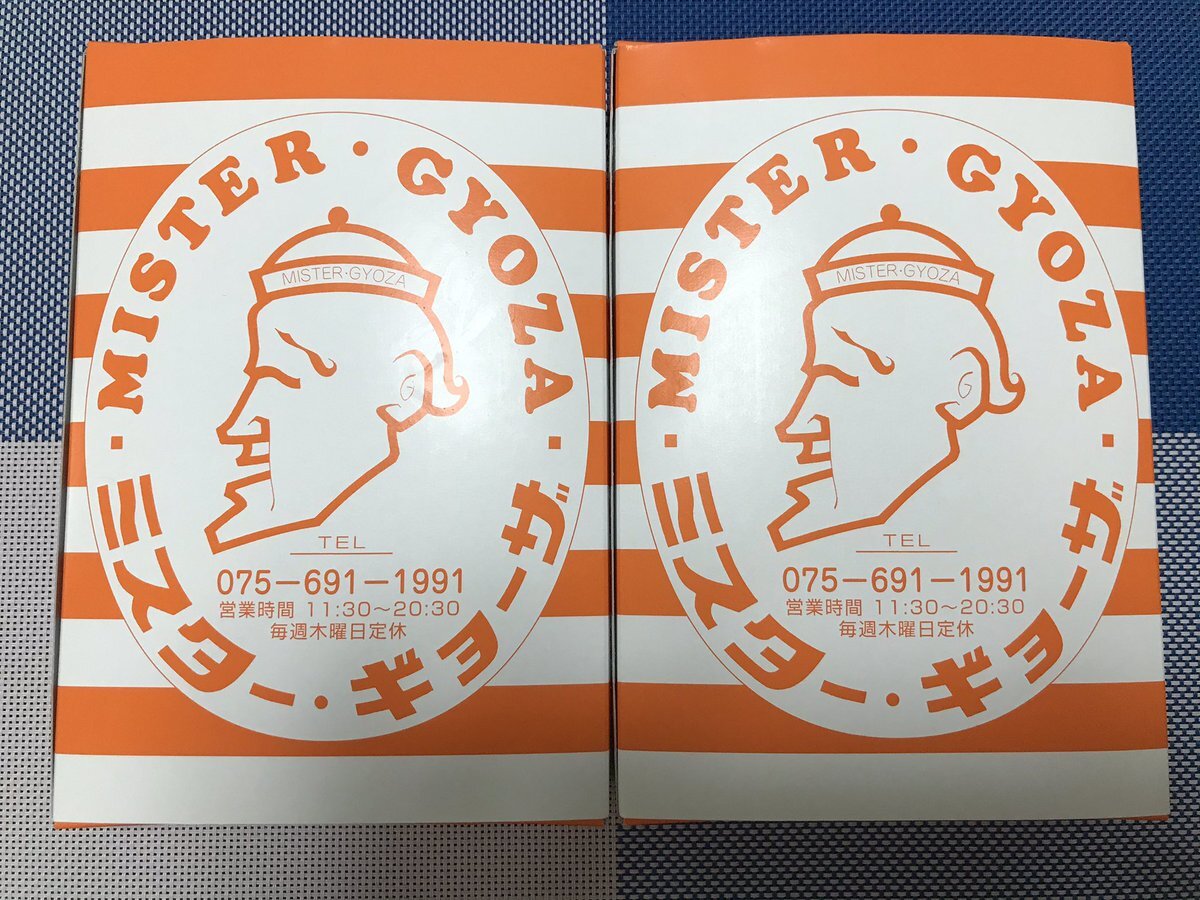 MISTER・GYOZA
MISTER・GYOZA
TEL
075-691-1991
営業時間 11:30～20:30
毎週木曜日定休
ミスター・ギョーザ
MISTER・GYOZA
MISTER・GYOZA
TEL
075-691-1991
営業時間 11:30～20:30
毎週木曜日定休
ミスター・ギョーザ